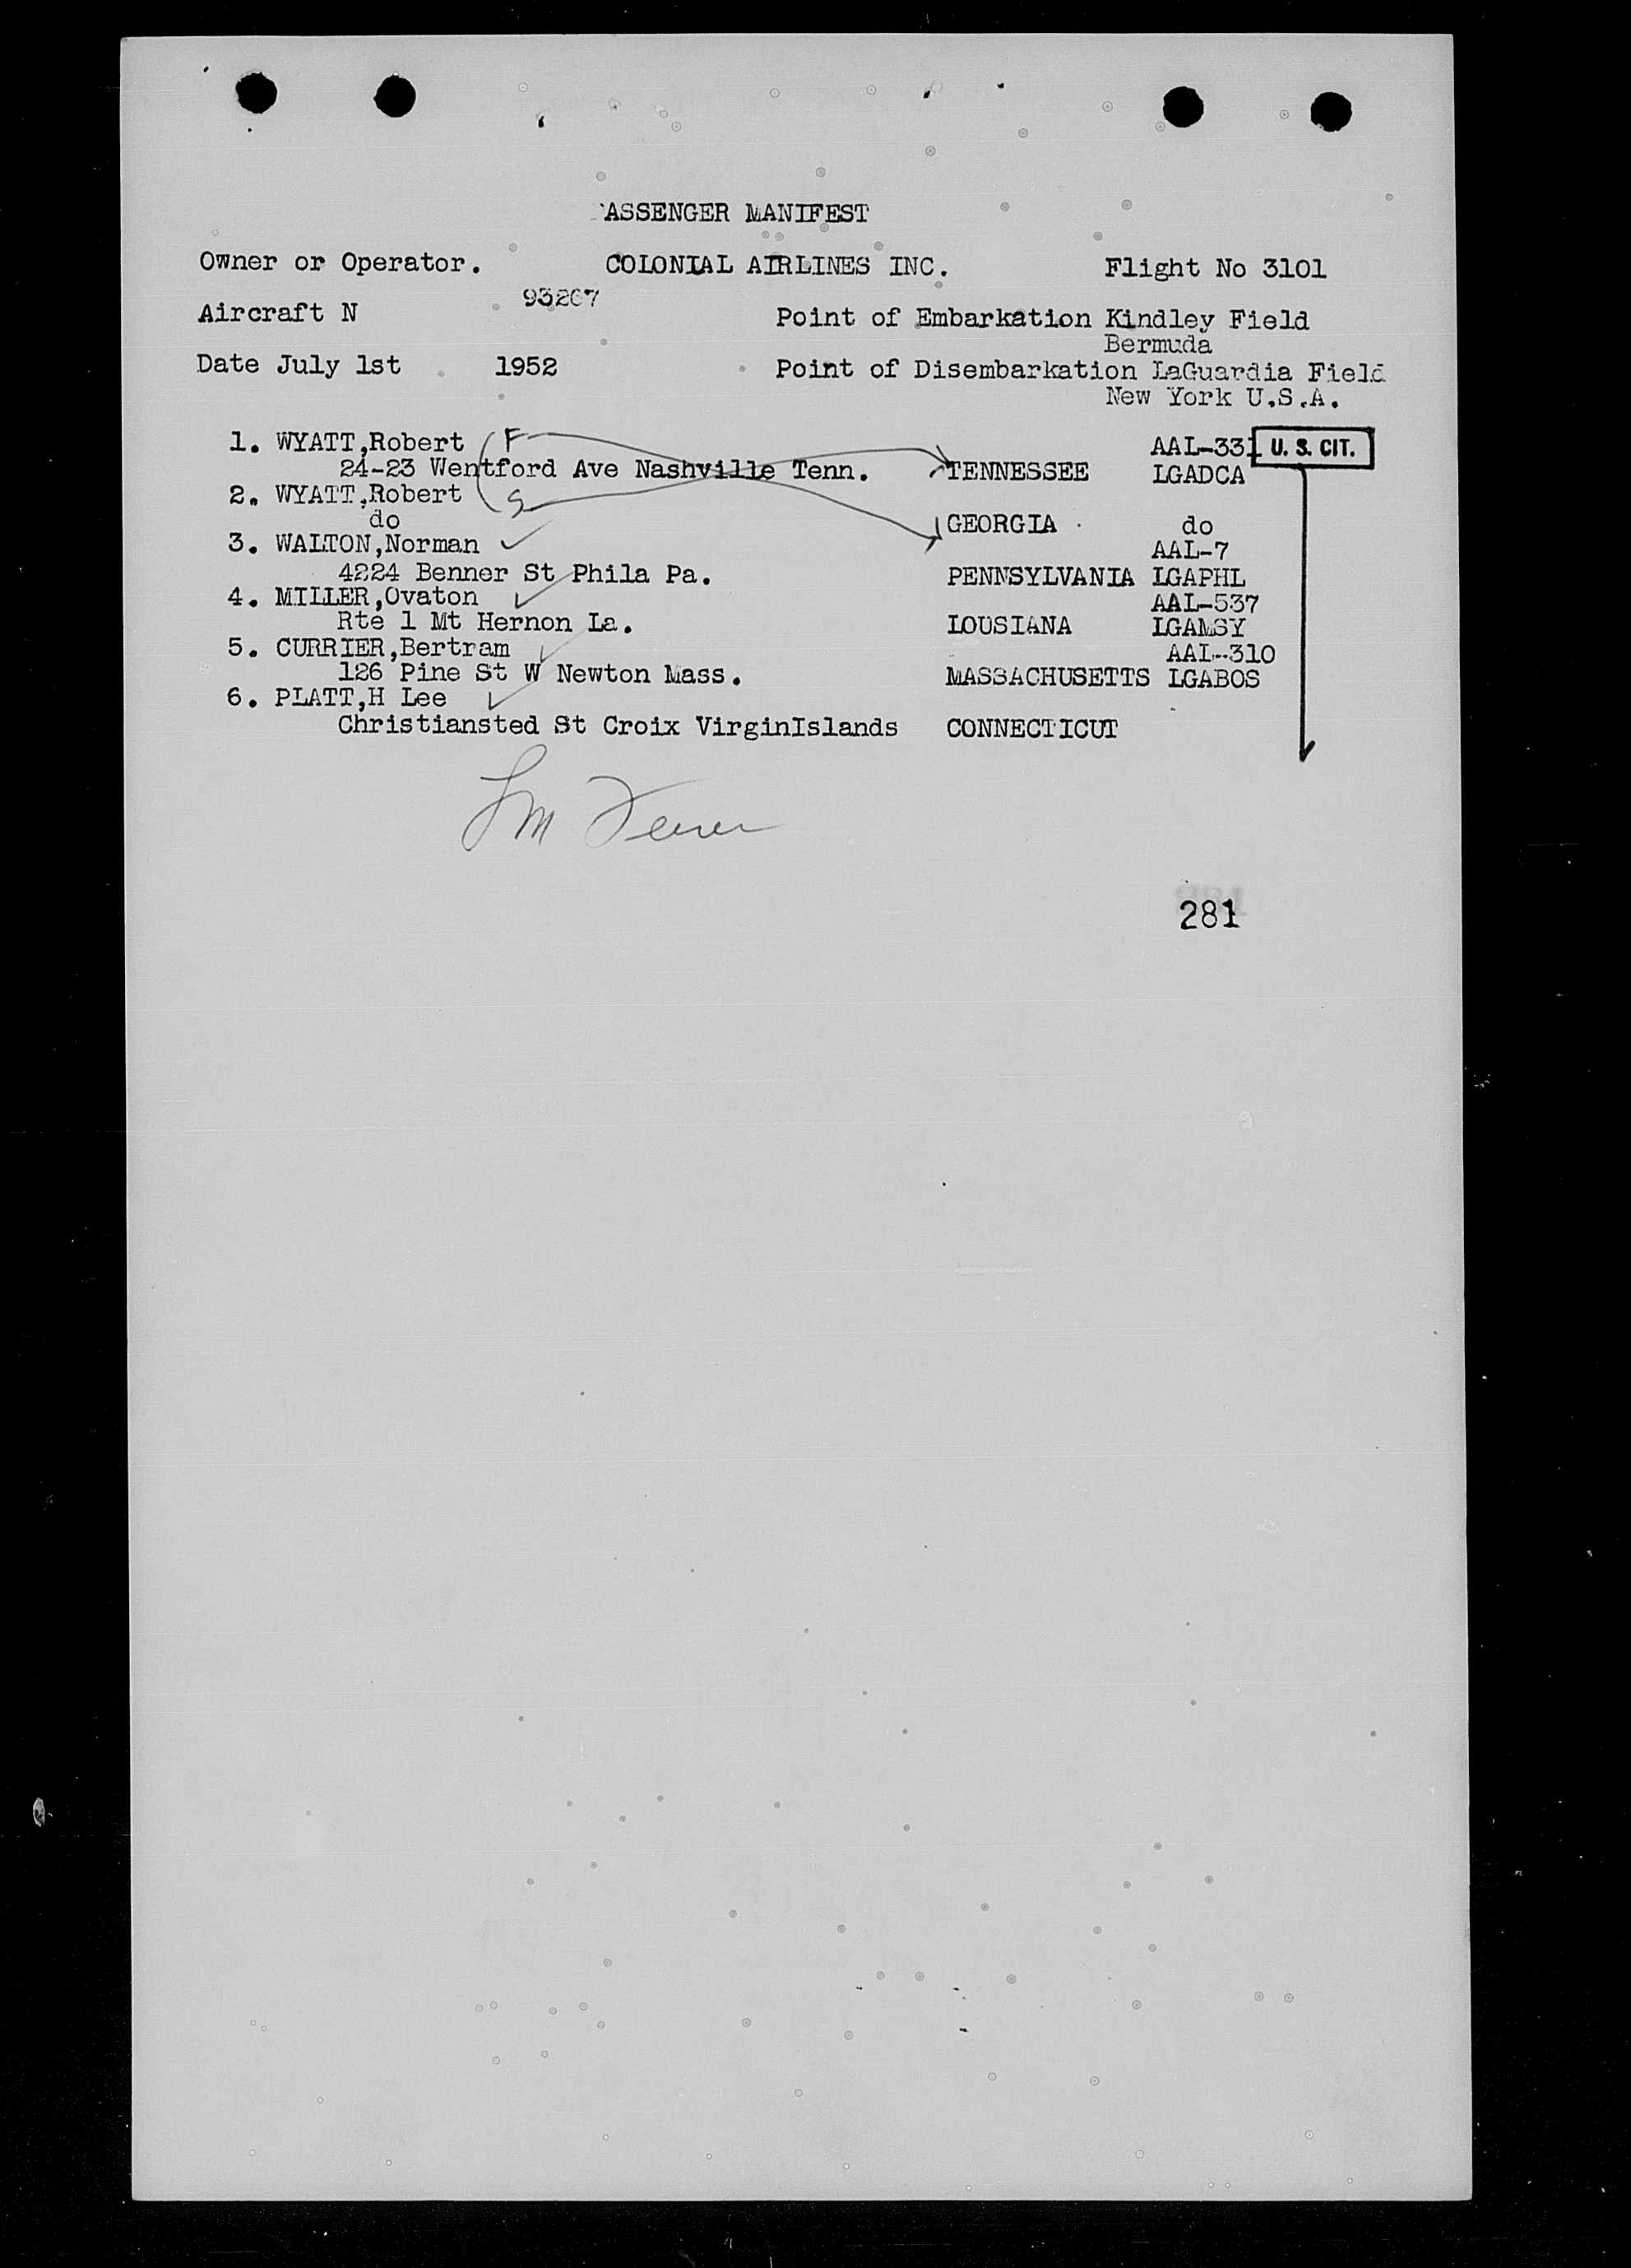 ASSENGER MANIFEST
Owner or Operator. COLONIAL AIRLINES INC. Flight No 3101
Aircraft N 93207
Point of Embarkation Kindley Field
Bermuda
Date July 1st 1952 Point of Disembarkation LaGuardia Field
New York U.S.A.
1. WYATT,Robert F AAL-331 U. S. CIT.
24-23 Wentford Ave Nashville Tenn. TENNESSEE LGADCA
2. WYATT,Robert S
do GEORGIA do
3. WALTON,Norman AAL-7
4224 Benner St Phila Pa. PENNSYLVANIA LGAPHL
4. MILLER,Ovaton AAL-537
Rte 1 Mt Hernon La. LOUSIANA LGAMSY
5. CURRIER,Bertram AAL-310
126 Pine St W Newton Mass. MASSACHUSETTS LGABOS
6. PLATT,H Lee
Christiansted St Croix VirginIslands CONNECTICUT
281